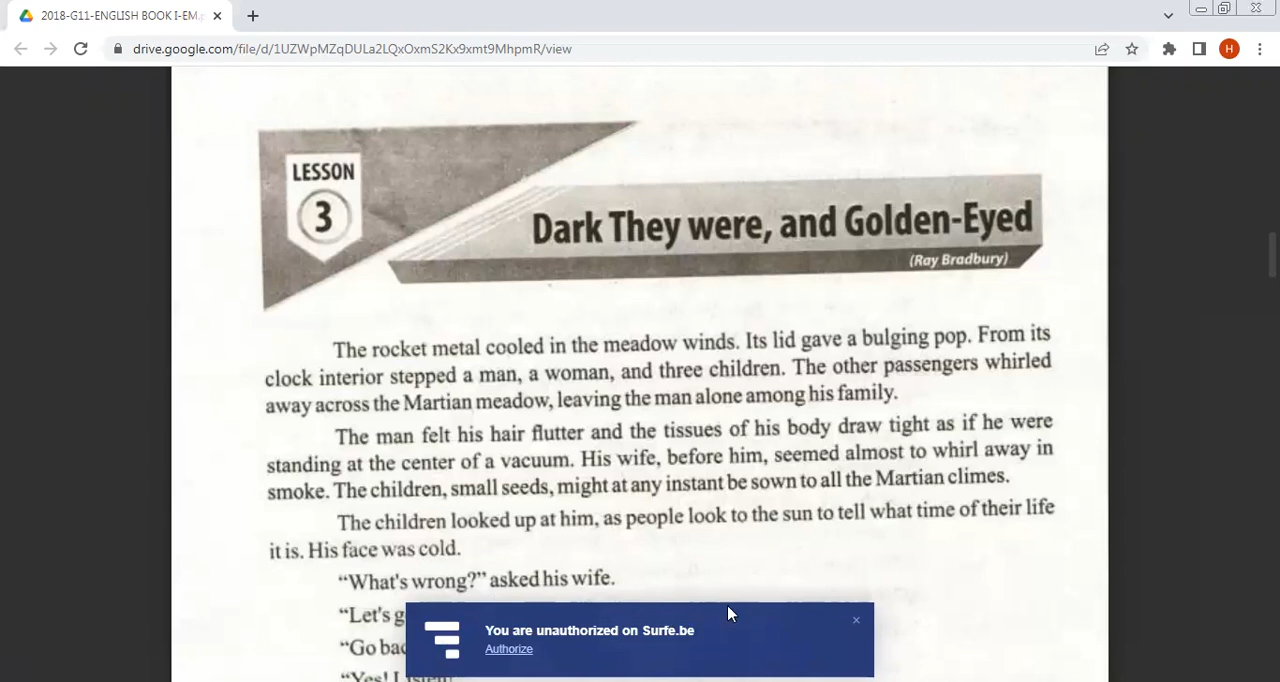 2018-G11-ENGLISH BOOK I-EM.
drive.google.com/file/d/1UZWpMZqDULa2LQxOxmS2Kx9xmt9MhpmR/view
H
LESSON
3
Dark They were, and Golden-Eyed
(Ray Bradbury)
The rocket metal cooled in the meadow winds. Its lid gave a bulging pop. From its
clock interior stepped a man, a woman, and three children. The other passengers whirled
away across the Martian meadow, leaving the man alone among his family.
The man felt his hair flutter and the tissues of his body draw tight as if he were
standing at the center of a vacuum. His wife, before him, seemed almost to whirl away in
smoke. The children, small seeds, might at any instant be sown to all the Martian climes.
The children looked up at him, as people look to the sun to tell what time of their life
it is. His face was cold.
“What's wrong?” asked his wife.
“Let's g
“Go bac
“Yes! Listen!
You are unauthorized on Surfe.be
Authorize